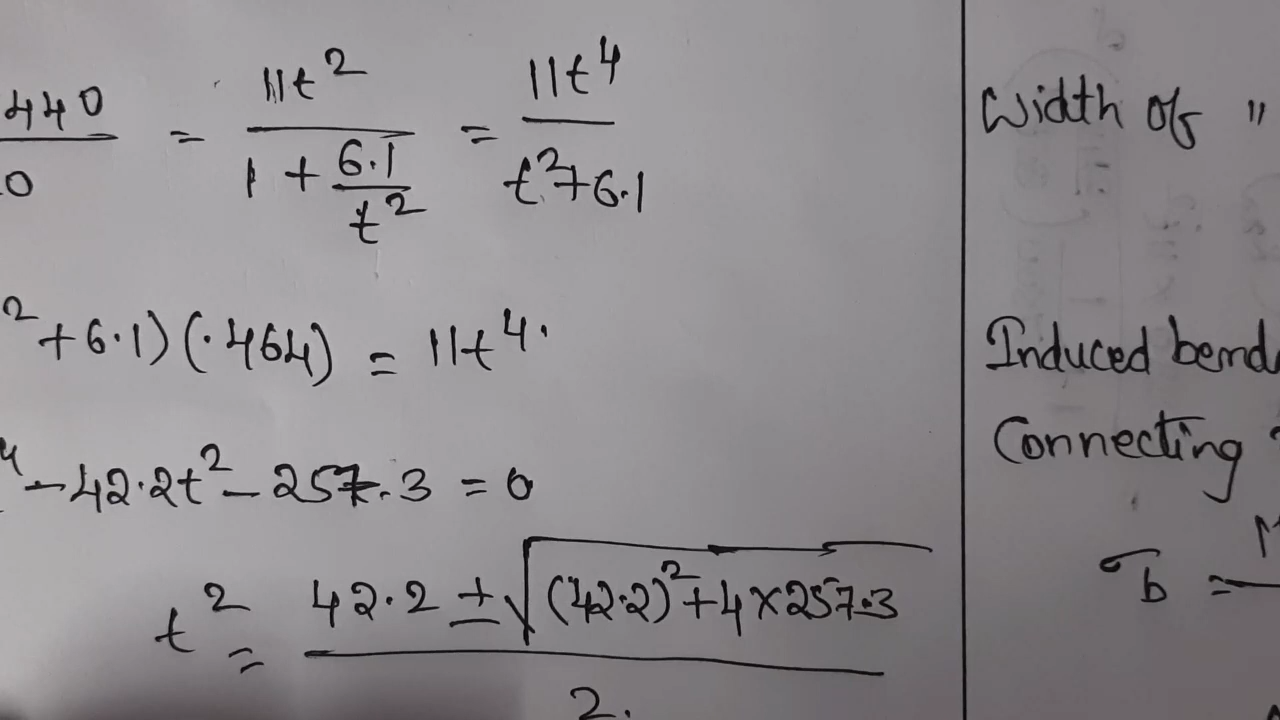 440/0 = 11t²/(1 + 6.1/t²) = 11t⁴/(t²+6.1)
² + 6.1) (.464) = 11t⁴.
⁴ - 42.2t² - 257.3 = 0
t² = (42.2 ± √((42.2)² + 4 × 257.3))/2.
Width of "
Induced bend
Connecting
σb =